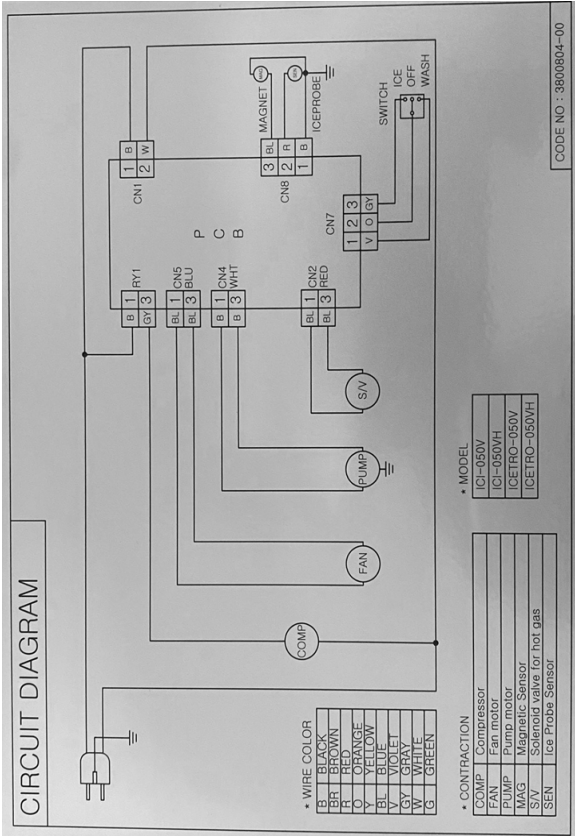 CIRCUIT DIAGRAM
CODE NO : 3800804-00
B
W
1
2
CN1
MAGNET
ICEPROBE
BL
R
B
3
2
1
CN8
SWITCH
ICE
OFF
WASH
P C B
CN7
1
2
3
V
O
GY
RY1
B
1
GY
3
CN5
BLU
BL
1
BL
3
CN4
WHT
B
1
B
3
CN2
RED
BL
1
BL
3
COMP
FAN
PUMP
S/V
* WIRE COLOR
B BLACK
BR BROWN
R RED
O ORANGE
Y YELLOW
BL BLUE
V VIOLET
GY GRAY
W WHITE
G GREEN
* CONTRACTION
COMP Compressor
FAN Fan motor
PUMP Pump motor
MAG Magnetic Sensor
S/V Solenoid valve for hot gas
SEN Ice Probe Sensor
* MODEL
ICI-050V
ICI-050VH
ICETRO-050V
ICETRO-050VH